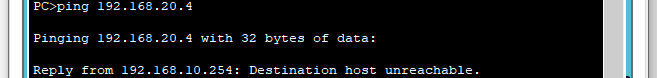 PC>ping 192.168.20.4
Pinging 192.168.20.4 with 32 bytes of data:
Reply from 192.168.10.254: Destination host unreachable.